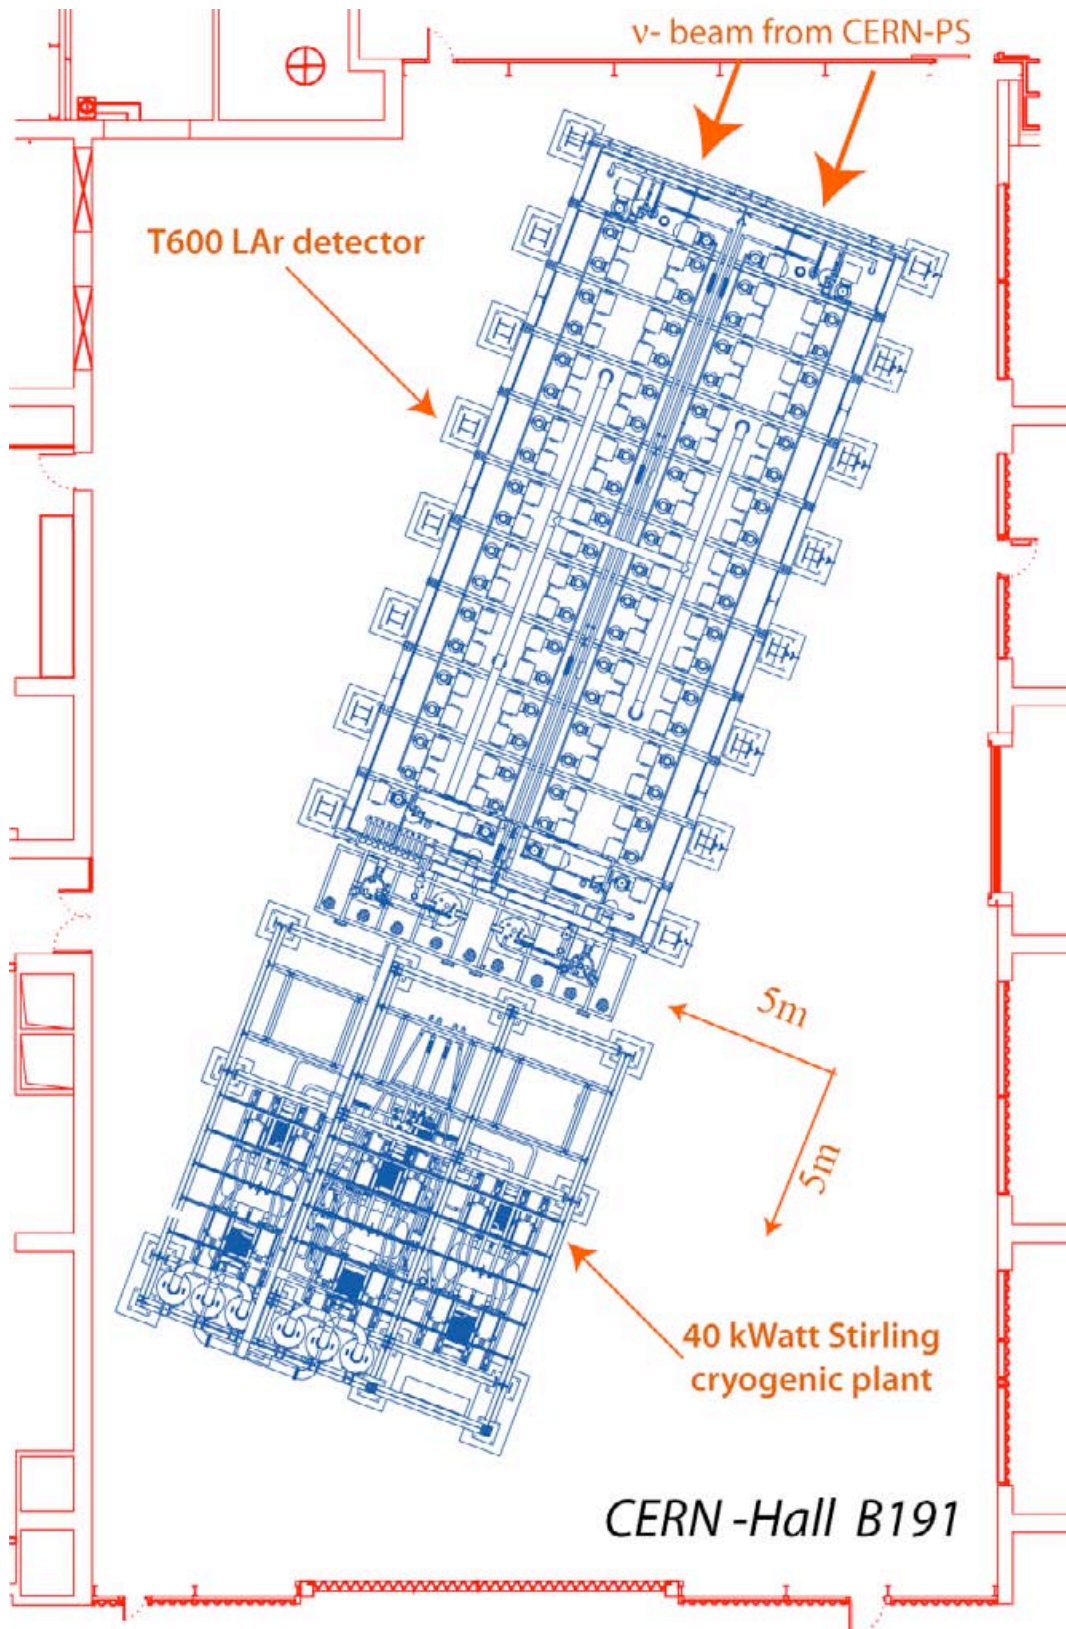 ν- beam from CERN-PS
T600 LAr detector
5m
5m
40 kWatt Stirling
cryogenic plant
CERN -Hall B191